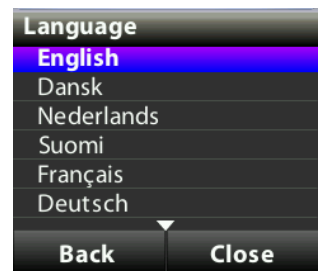 Language
English
Dansk
Nederlands
Suomi
Français
Deutsch
Back Close